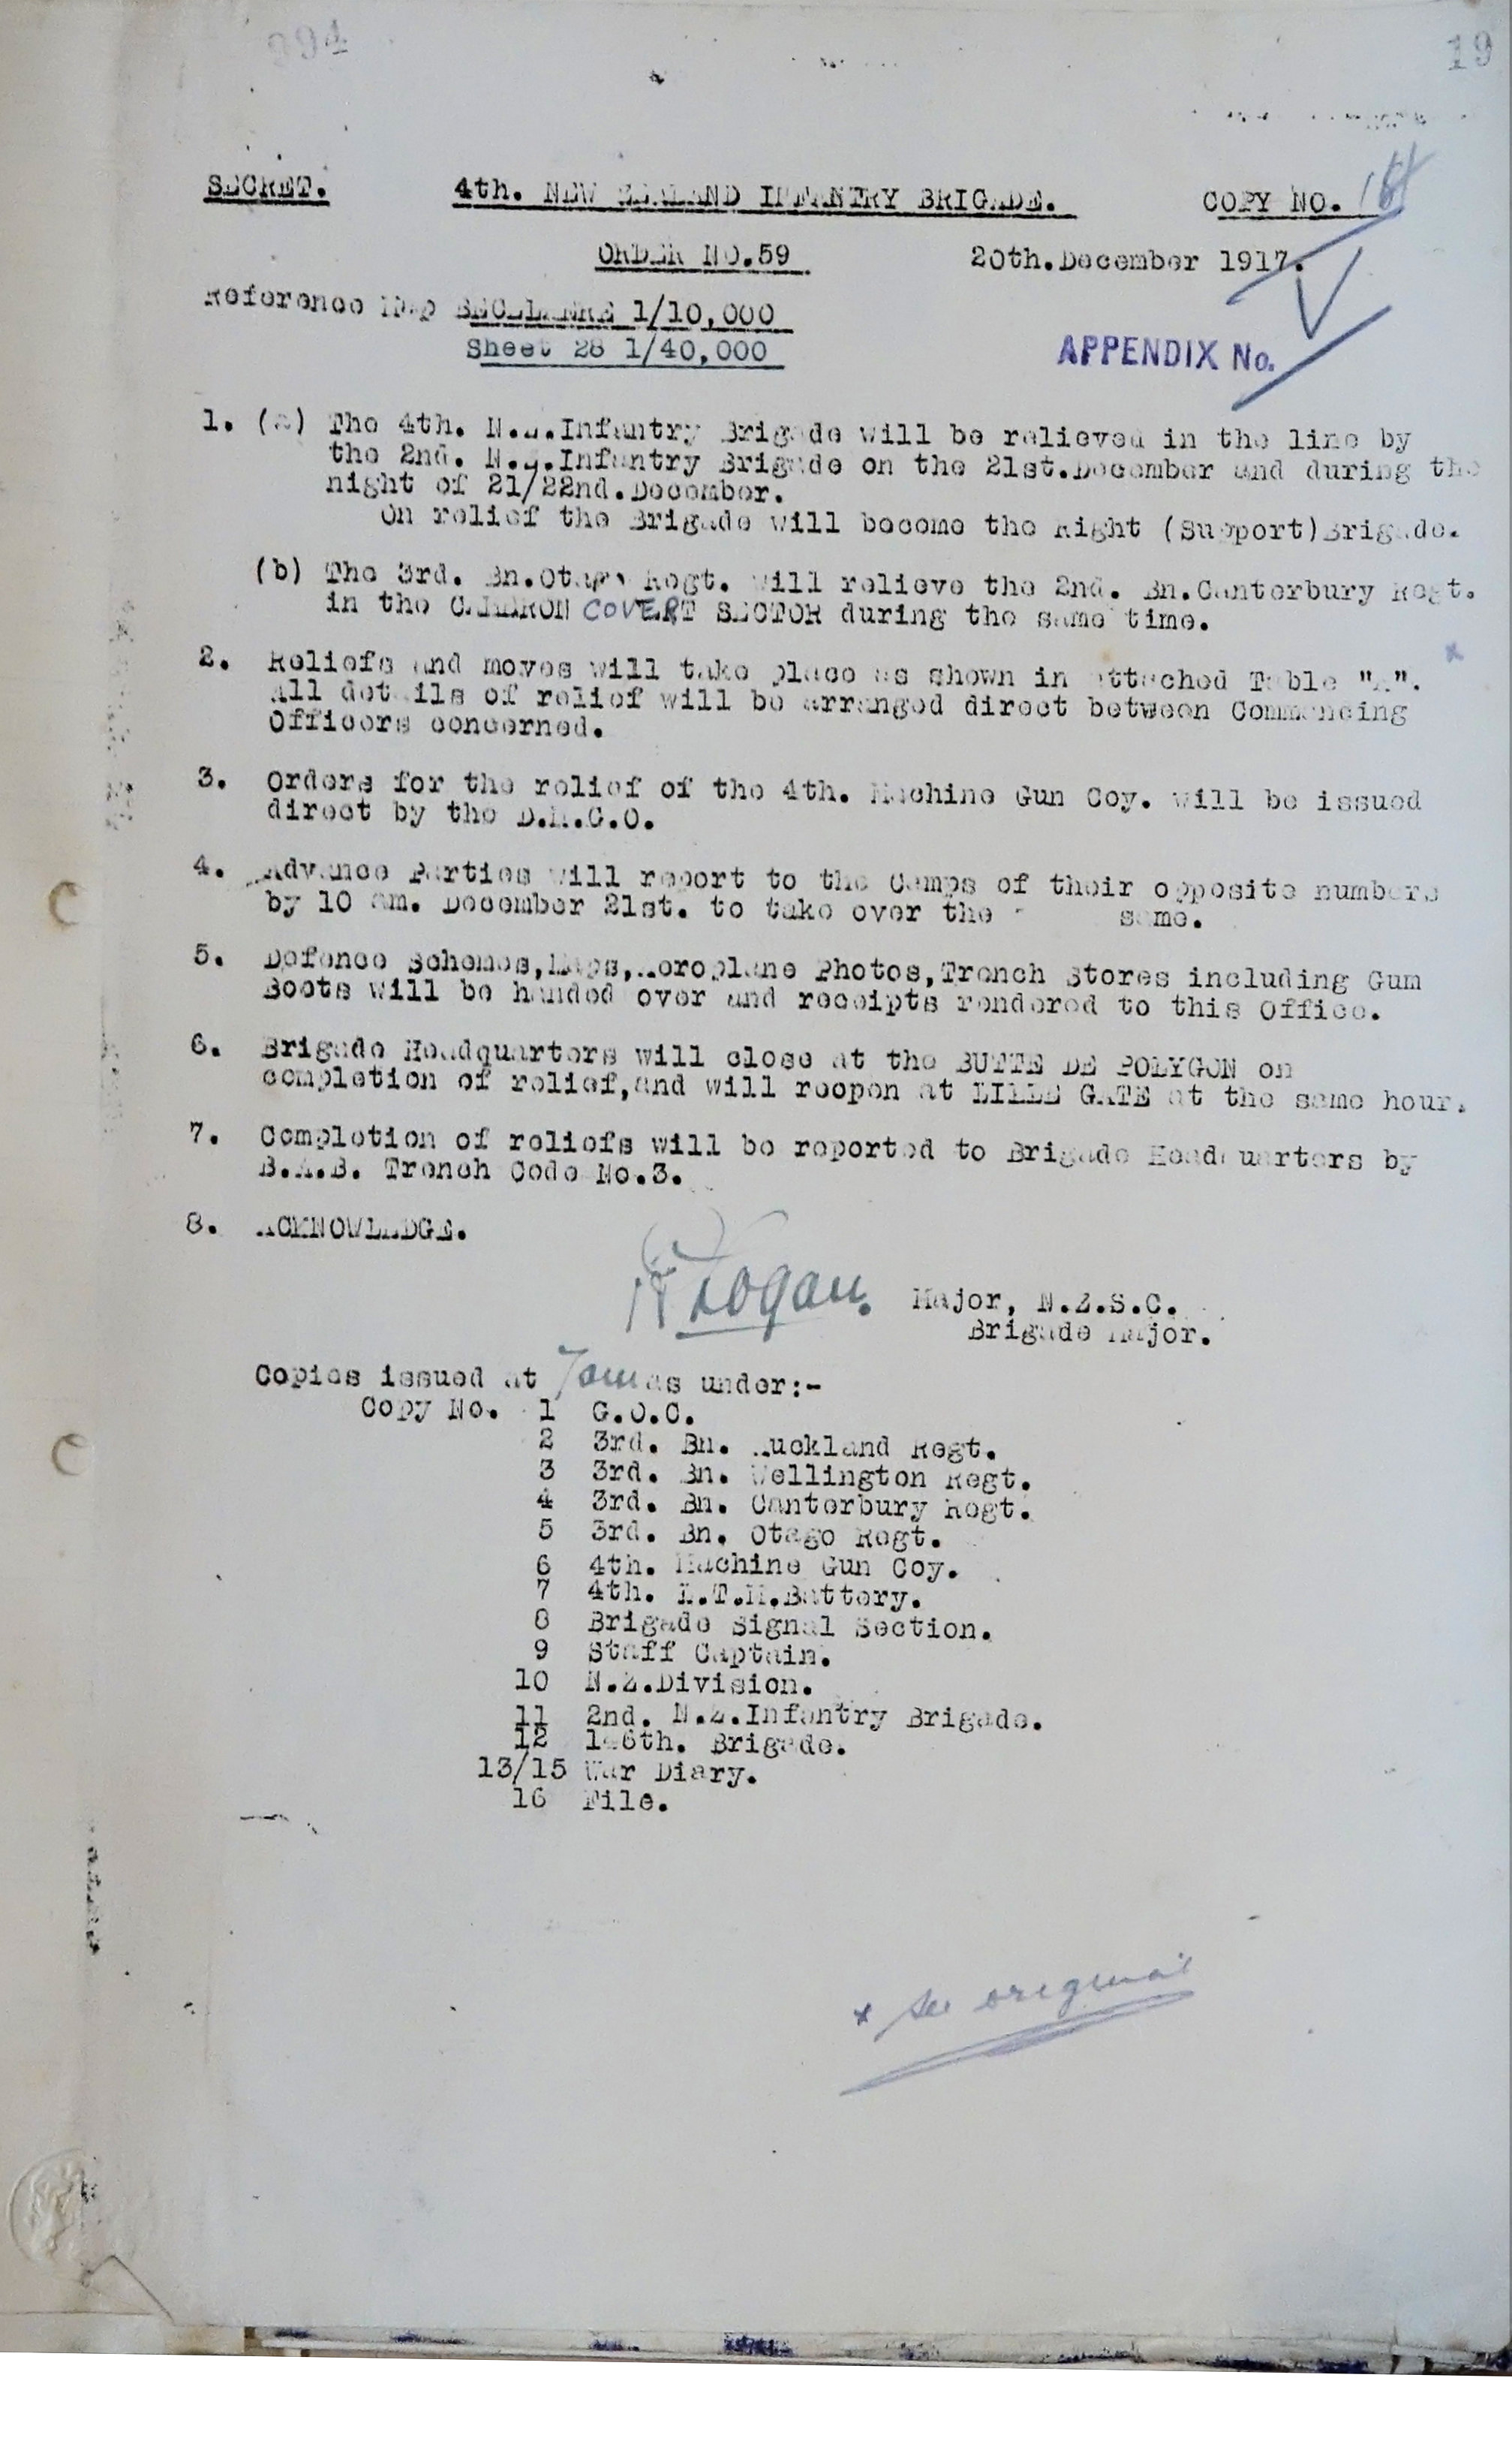 994
19
SECRET. 4th. NEW ZEALAND INFANTRY BRIGADE. COPY NO.
ORDER NO.59 20th.December 1917.
Reference Map BECELAERE 1/10,000
Sheet 28 1/40,000
APPENDIX No.
1. (a) The 4th. N.Z.Infantry Brigade will be relieved in the line by
the 2nd. N.Z.Infantry Brigade on the 21st.December and during the
night of 21/22nd.December.
On relief the Brigade will become the Right (Support)Brigade.
(b) The 3rd. Bn.Otago Regt. will relieve the 2nd. Bn.Canterbury Regt.
in the CAMERON COVERT SECTOR during the same time.
2. Reliefs and moves will take place as shown in attached Table "A". x
All details of relief will be arranged direct between Commencing
Officers concerned.
3. Orders for the relief of the 4th. Machine Gun Coy. will be issued
direct by the D.M.G.O.
4. Advance Parties will report to the Camps of their opposite numbers
by 10 am. December 21st. to take over the same.
5. Defence Schemes,Maps,Aeroplane Photos,Trench Stores including Gum
Boots will be handed over and receipts rendered to this Office.
6. Brigade Headquarters will close at the BUTTE DE POLYGON on
completion of relief,and will reopen at LILLE GATE at the same hour.
7. Completion of reliefs will be reported to Brigade Headquarters by
B.A.B. Trench Code No.3.
8. ACKNOWLEDGE.
Logan. Major, N.Z.S.C.
Brigade Major.
Copies issued at 7am as under:-
Copy No. 1 G.O.C.
2 3rd. Bn. Auckland Regt.
3 3rd. Bn. Wellington Regt.
4 3rd. Bn. Canterbury Regt.
5 3rd. Bn. Otago Regt.
6 4th. Machine Gun Coy.
7 4th. L.T.M.Battery.
8 Brigade Signal Section.
9 Staff Captain.
10 N.Z.Division.
11 2nd. N.Z.Infantry Brigade.
12 Brigade.
13/15 War Diary.
16 File.
x See original